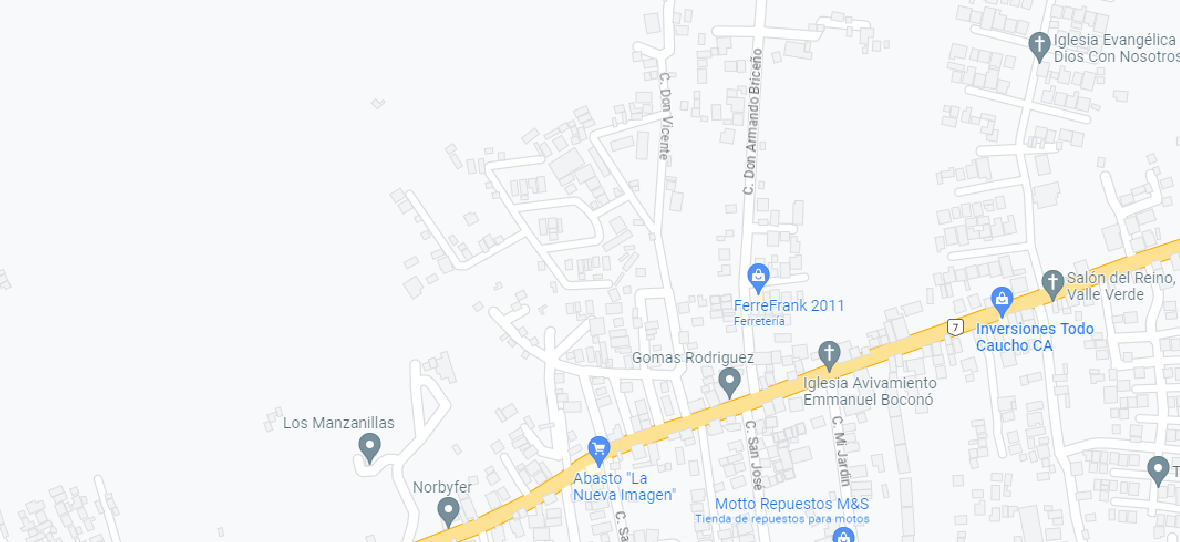 Iglesia Evangélica
Dios Con Nosotros
C. Don Vicente
C. Don Armando Briceño
Salón del Reino,
Valle Verde
FerreFrank 2011
Ferretería
7
Inversiones Todo
Caucho CA
Gomas Rodriguez
Iglesia Avivamiento
Emmanuel Boconó
Los Manzanillas
C. San José
C. Mi Jardín
Norbyfer
Abasto "La
Nueva Imagen"
Motto Repuestos M&S
Tienda de repuestos para motos
C. Sa
T